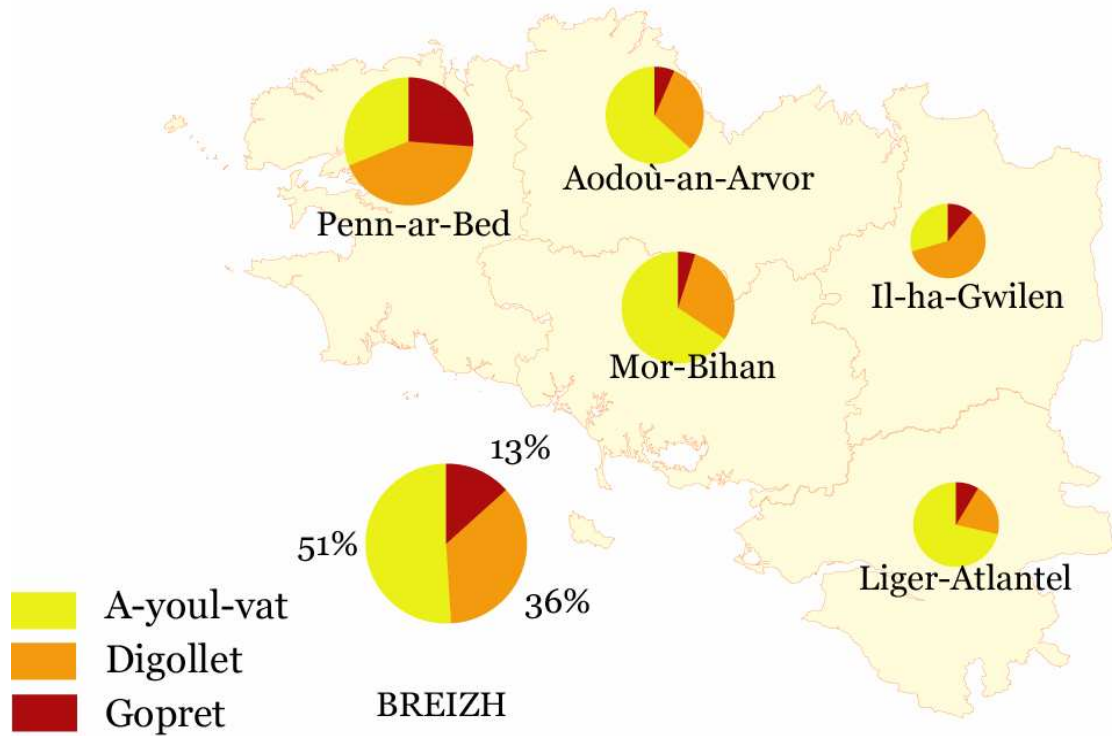 Aodoù-an-Arvor
Penn-ar-Bed
Il-ha-Gwilen
Mor-Bihan
13%
51%
36%
Liger-Atlantel
A-youl-vat
Digollet
Gopret
BREIZH